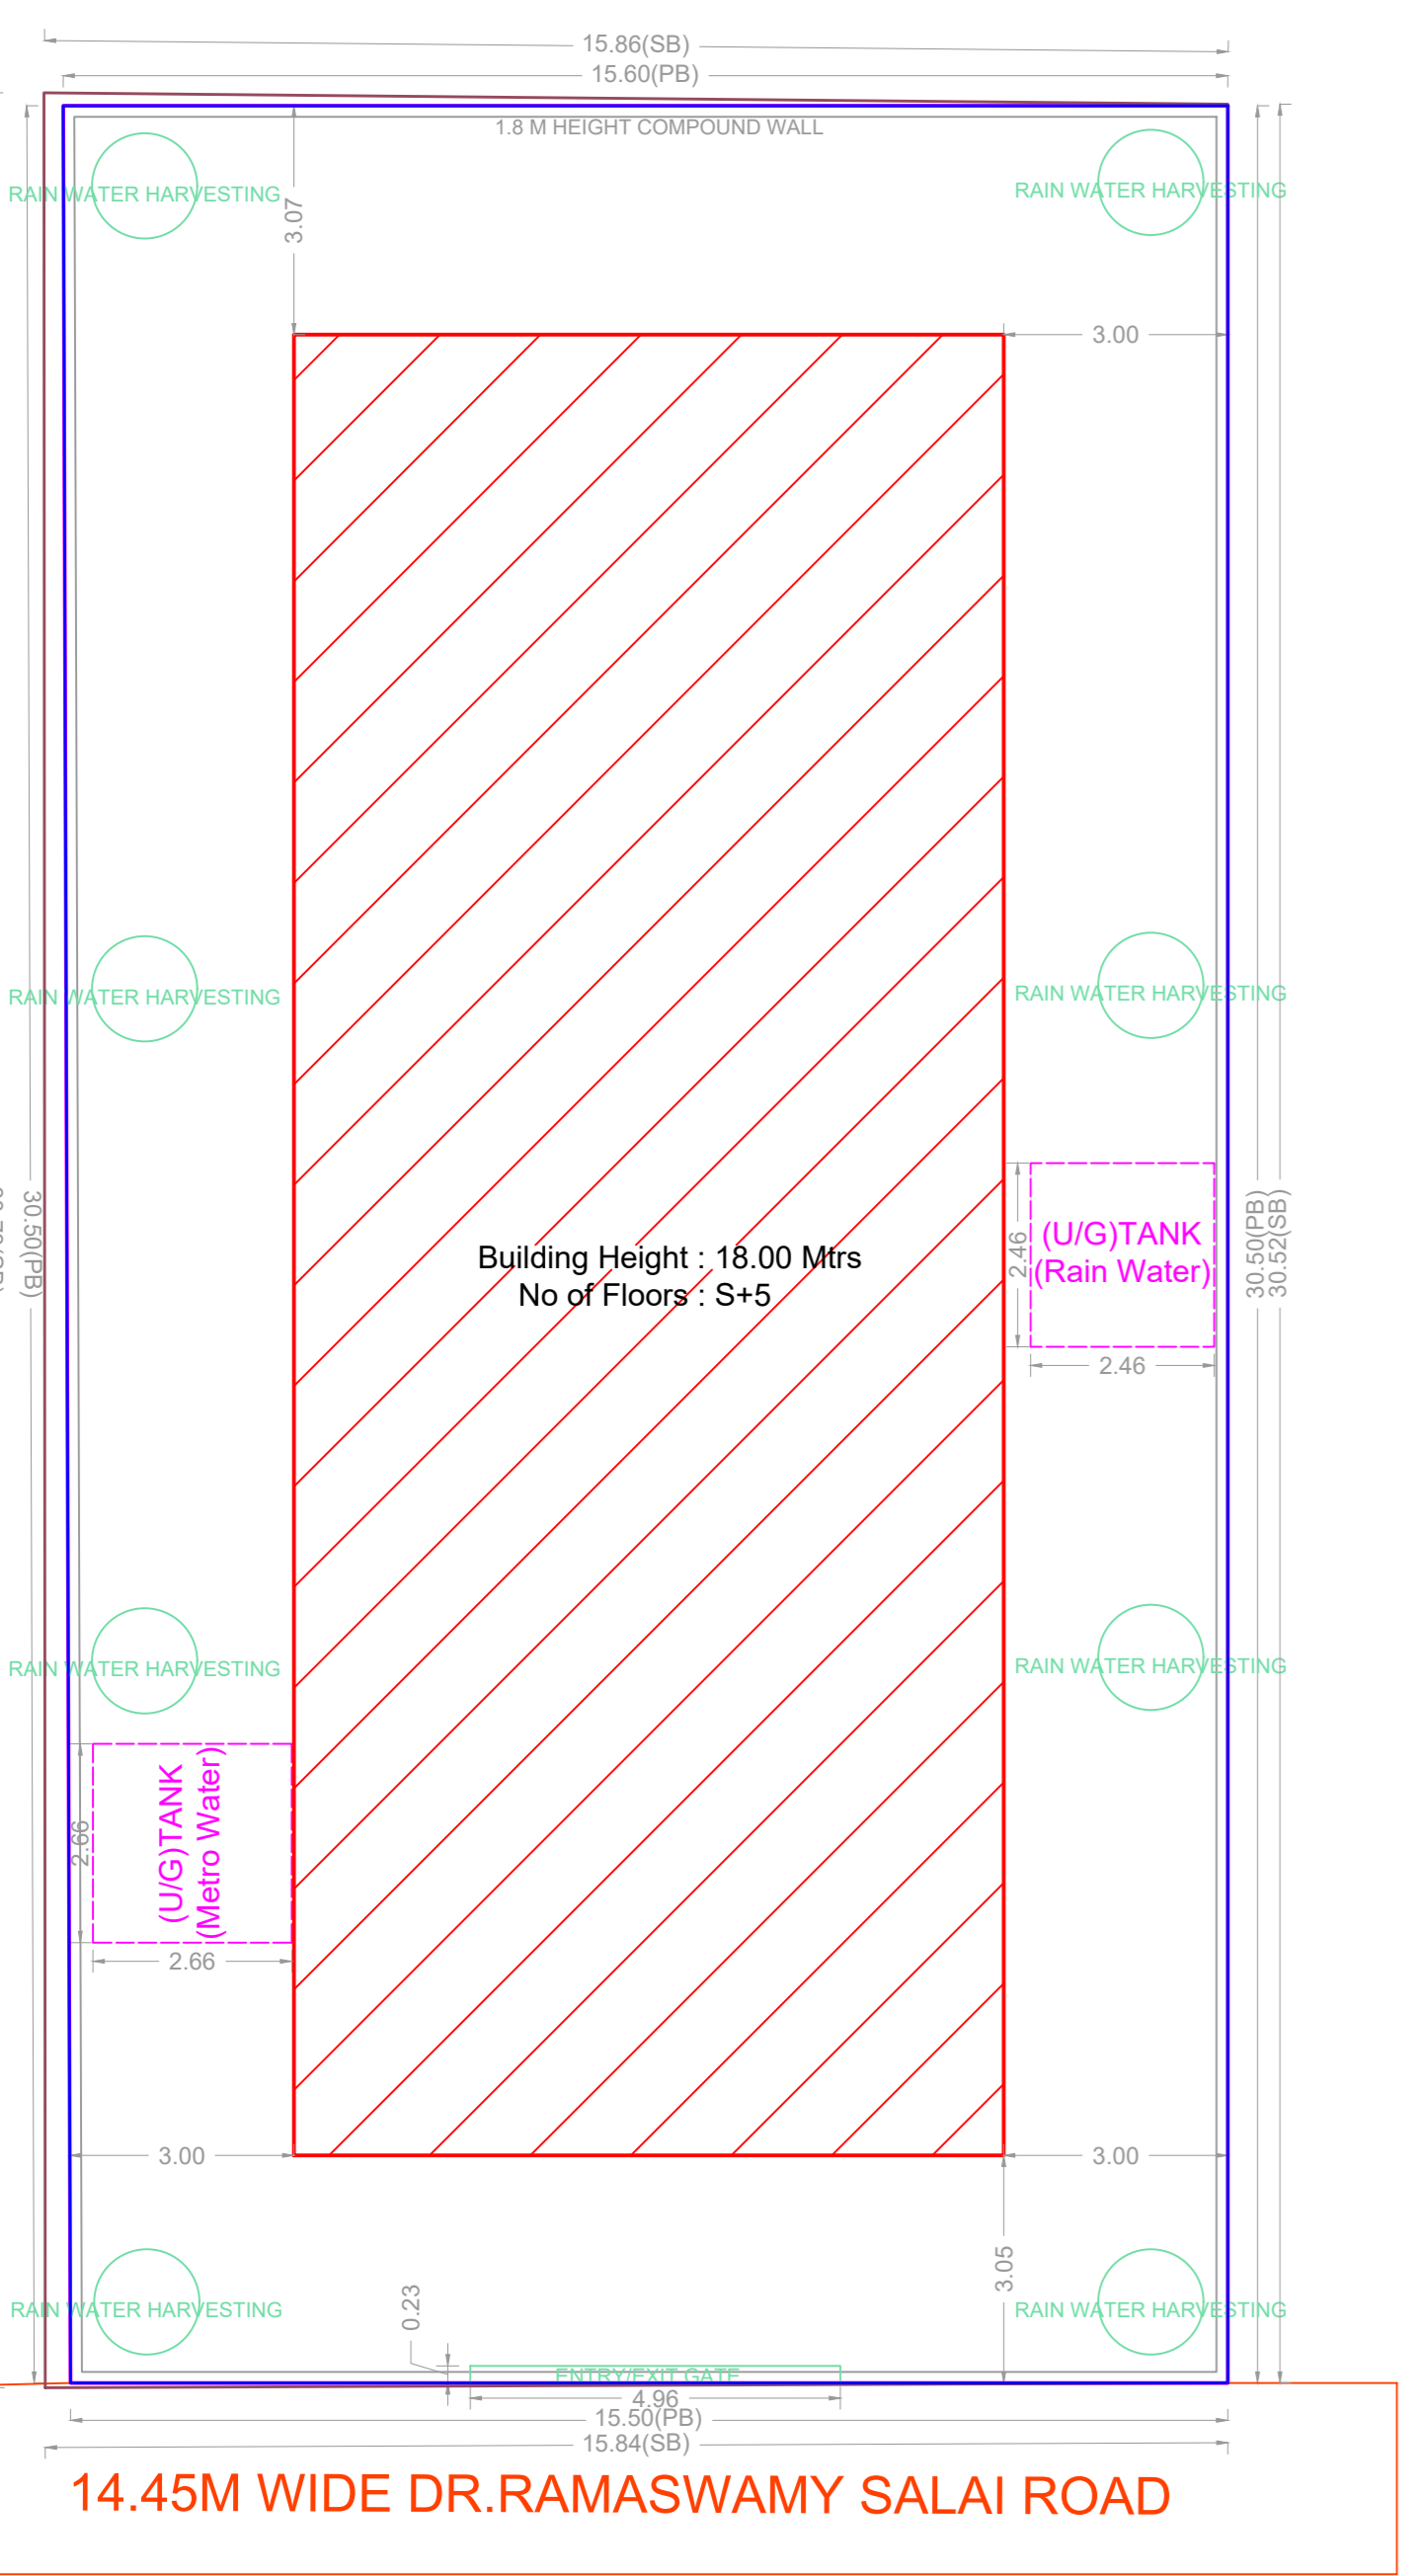 15.86(SB)
15.60(PB)
1.8 M HEIGHT COMPOUND WALL
RAIN WATER HARVESTING
RAIN WATER HARVESTING
3.07
3.00
RAIN WATER HARVESTING
RAIN WATER HARVESTING
30.50(PB)
Building Height : 18.00 Mtrs
No of Floors : S+5
2.46
(U/G)TANK
(Rain Water)
2.46
30.50(PB)
30.52(SB)
RAIN WATER HARVESTING
RAIN WATER HARVESTING
2.66
(U/G)TANK
(Metro Water)
2.66
3.00
3.00
3.05
0.23
RAIN WATER HARVESTING
RAIN WATER HARVESTING
ENTRY/EXIT GATE
4.96
15.50(PB)
15.84(SB)
14.45M WIDE DR.RAMASWAMY SALAI ROAD